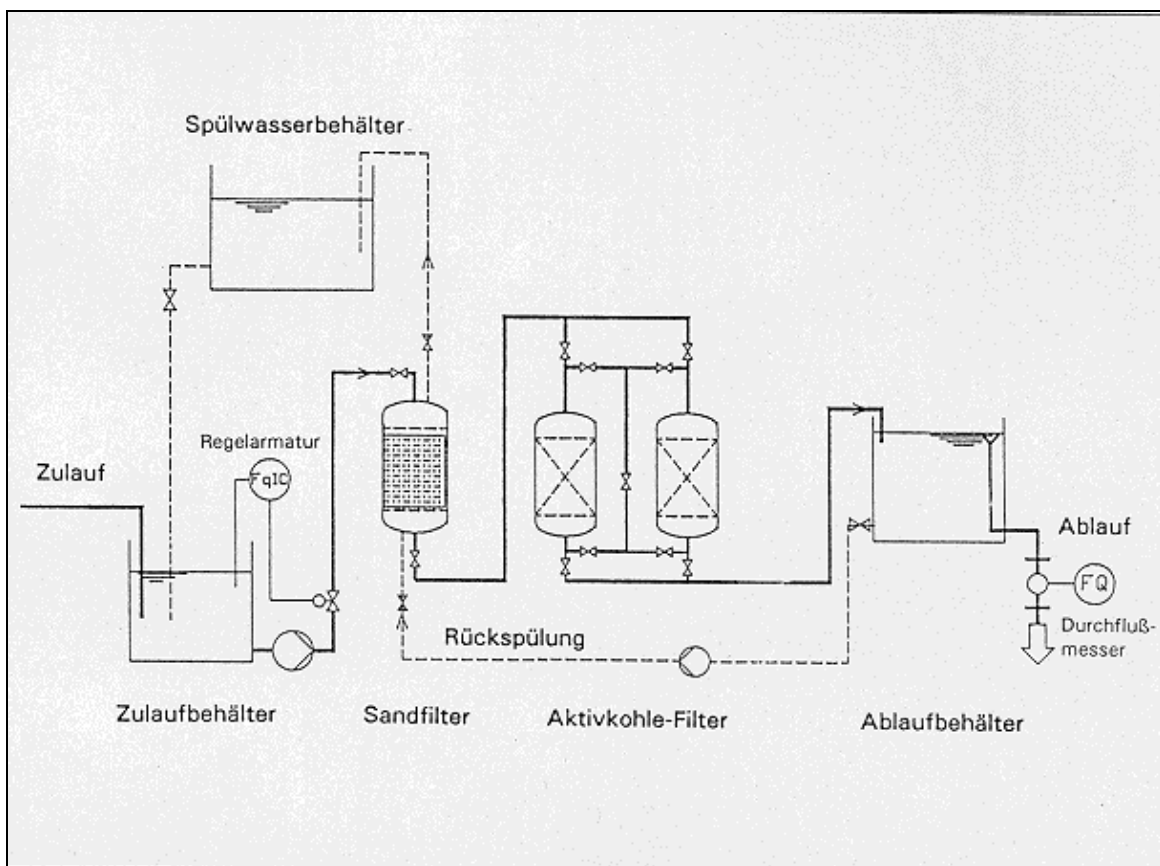 Spülwasserbehälter
Regelarmatur
FqIC
Zulauf
Ablauf
FQ
Durchfluß-
messer
Rückspülung
Zulaufbehälter
Sandfilter
Aktivkohle-Filter
Ablaufbehälter